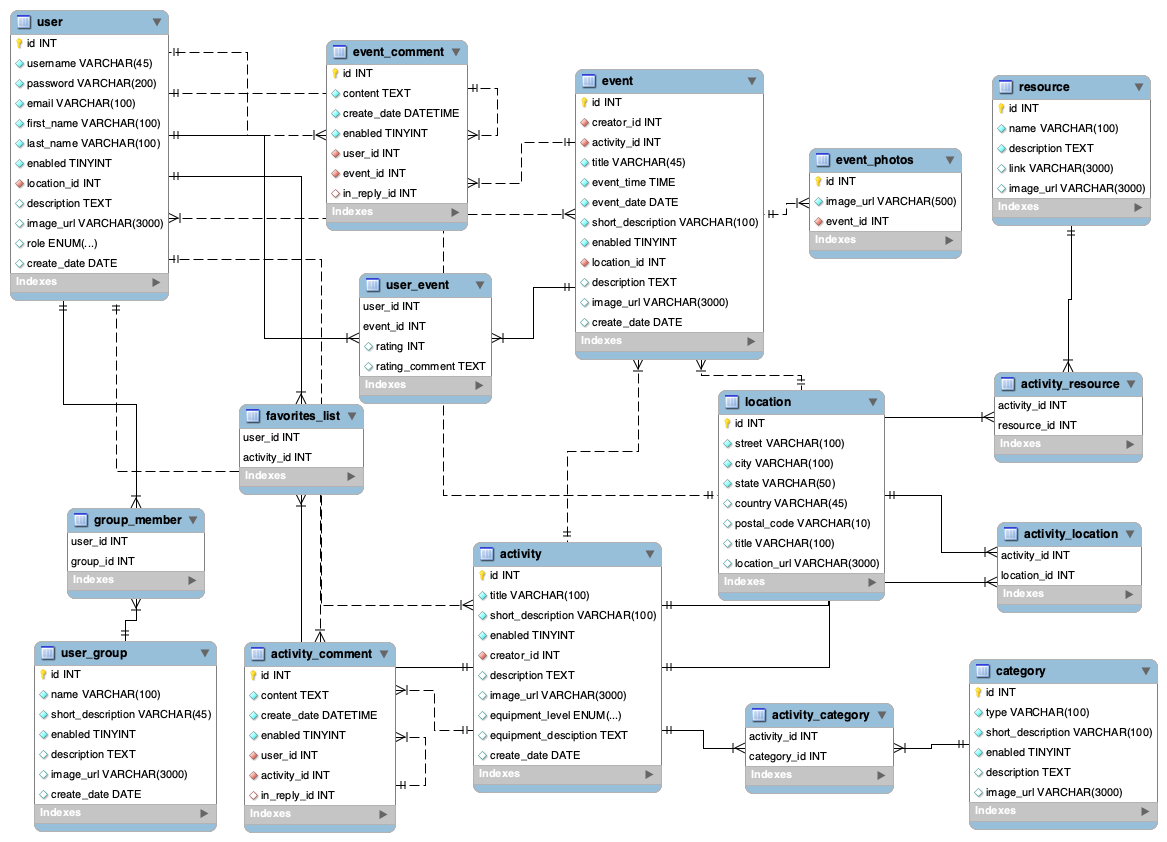 user
id INT
username VARCHAR(45)
password VARCHAR(200)
email VARCHAR(100)
first_name VARCHAR(100)
last_name VARCHAR(100)
enabled TINYINT
location_id INT
description TEXT
image_url VARCHAR(3000)
role ENUM(...)
create_date DATE
Indexes
event_comment
id INT
content TEXT
create_date DATETIME
enabled TINYINT
user_id INT
event_id INT
in_reply_id INT
Indexes
event
id INT
creator_id INT
activity_id INT
title VARCHAR(45)
event_time TIME
event_date DATE
short_description VARCHAR(100)
enabled TINYINT
location_id INT
description TEXT
image_url VARCHAR(3000)
create_date DATE
Indexes
event_photos
id INT
image_url VARCHAR(500)
event_id INT
Indexes
resource
id INT
name VARCHAR(100)
description TEXT
link VARCHAR(3000)
image_url VARCHAR(3000)
Indexes
user_event
user_id INT
event_id INT
rating INT
rating_comment TEXT
Indexes
favorites_list
user_id INT
activity_id INT
Indexes
location
id INT
street VARCHAR(100)
city VARCHAR(100)
state VARCHAR(50)
country VARCHAR(45)
postal_code VARCHAR(10)
title VARCHAR(100)
location_url VARCHAR(3000)
Indexes
activity_resource
activity_id INT
resource_id INT
Indexes
group_member
user_id INT
group_id INT
Indexes
activity_location
activity_id INT
location_id INT
Indexes
activity
id INT
title VARCHAR(100)
short_description VARCHAR(100)
enabled TINYINT
creator_id INT
description TEXT
image_url VARCHAR(3000)
equipment_level ENUM(...)
equipment_desciption TEXT
create_date DATE
Indexes
user_group
id INT
name VARCHAR(100)
short_description VARCHAR(45)
enabled TINYINT
description TEXT
image_url VARCHAR(3000)
create_date DATE
Indexes
activity_comment
id INT
content TEXT
create_date DATETIME
enabled TINYINT
user_id INT
activity_id INT
in_reply_id INT
Indexes
activity_category
activity_id INT
category_id INT
Indexes
category
id INT
type VARCHAR(100)
short_description VARCHAR(100)
enabled TINYINT
description TEXT
image_url VARCHAR(3000)
Indexes